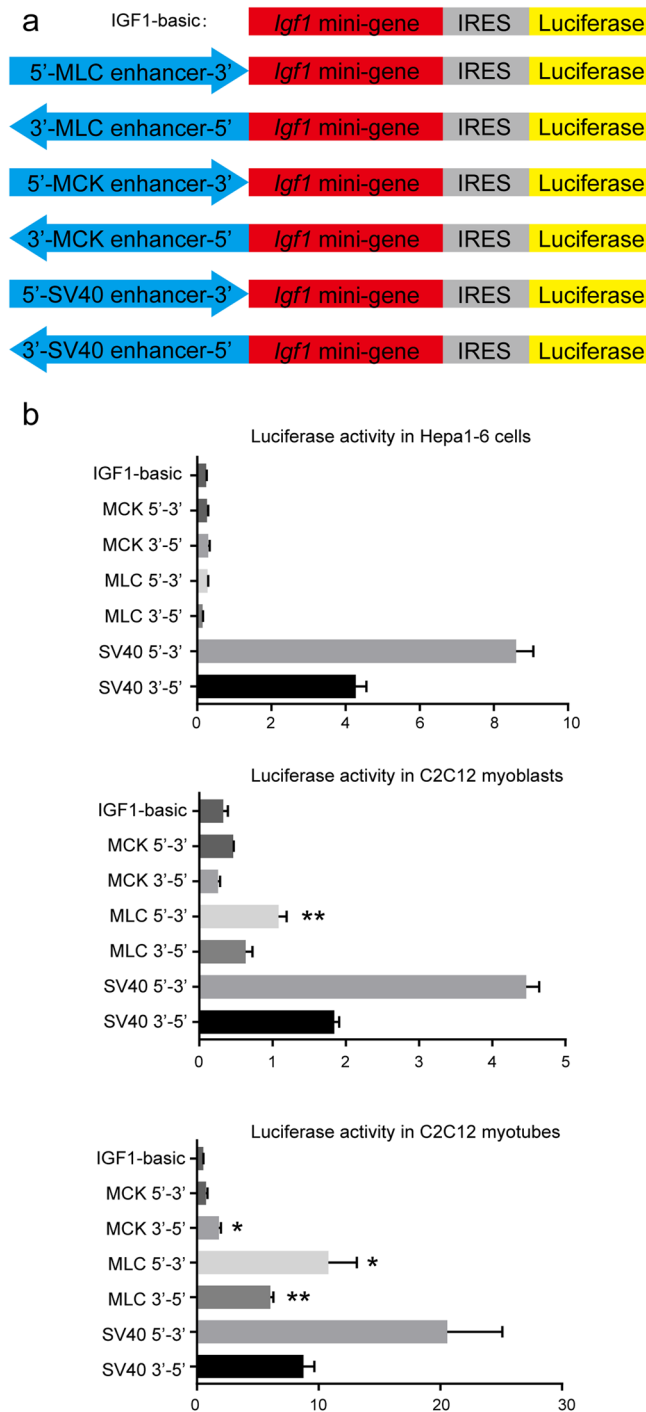 a
IGF1-basic: Igf1 mini-gene IRES Luciferase
5’-MLC enhancer-3’ Igf1 mini-gene IRES Luciferase
3’-MLC enhancer-5’ Igf1 mini-gene IRES Luciferase
5’-MCK enhancer-3’ Igf1 mini-gene IRES Luciferase
3’-MCK enhancer-5’ Igf1 mini-gene IRES Luciferase
5’-SV40 enhancer-3’ Igf1 mini-gene IRES Luciferase
3’-SV40 enhancer-5’ Igf1 mini-gene IRES Luciferase
b
Luciferase activity in Hepa1-6 cells
IGF1-basic
MCK 5’-3’
MCK 3’-5’
MLC 5’-3’
MLC 3’-5’
SV40 5’-3’
SV40 3’-5’
0 2 4 6 8 10
Luciferase activity in C2C12 myoblasts
IGF1-basic
MCK 5’-3’
MCK 3’-5’
MLC 5’-3’ **
MLC 3’-5’
SV40 5’-3’
SV40 3’-5’
0 1 2 3 4 5
Luciferase activity in C2C12 myotubes
IGF1-basic
MCK 5’-3’
MCK 3’-5’ *
MLC 5’-3’ *
MLC 3’-5’ **
SV40 5’-3’
SV40 3’-5’
0 10 20 30